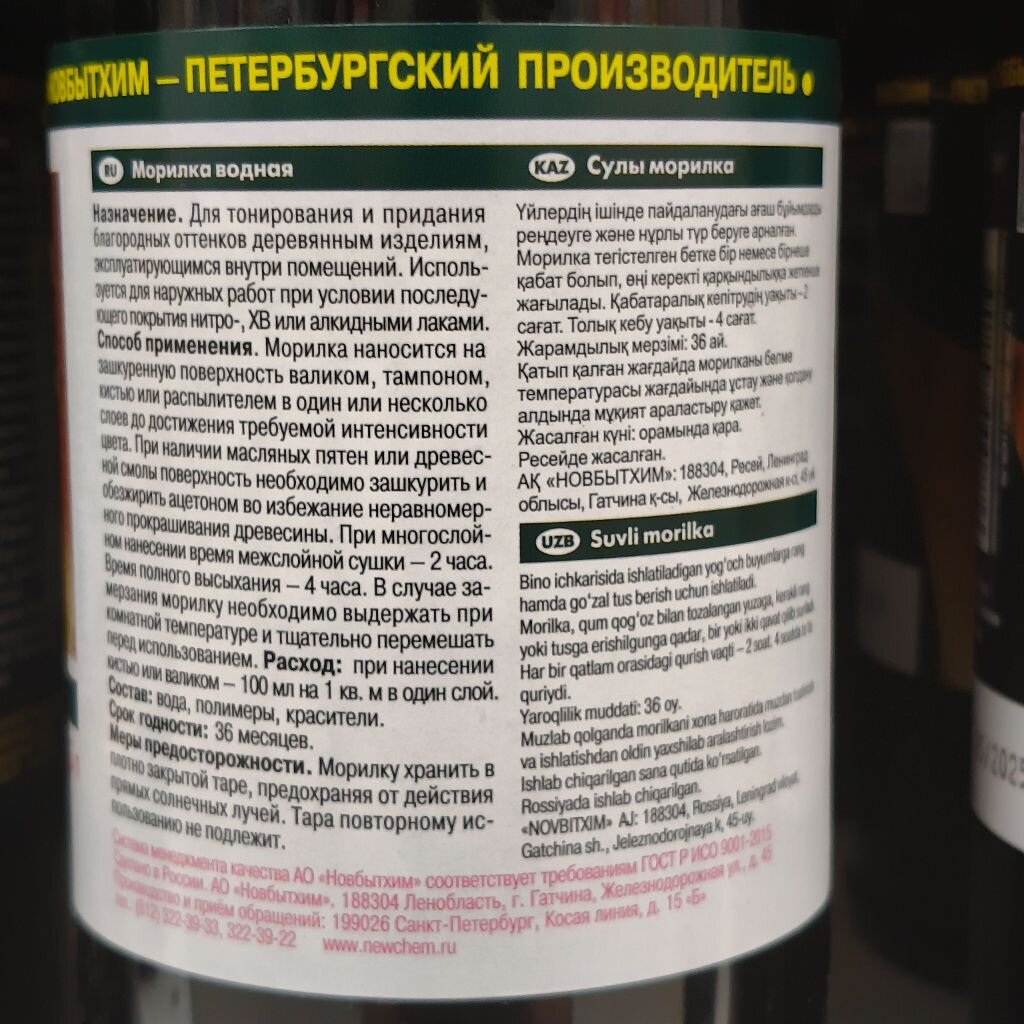 НОВБЫТХИМ – ПЕТЕРБУРГСКИЙ ПРОИЗВОДИТЕЛЬ •
RU Морилка водная
Назначение. Для тонирования и придания
благородных оттенков деревянным изделиям,
эксплуатирующимся внутри помещений. Исполь-
зуется для наружных работ при условии последу-
ющего покрытия нитро-, ХВ или алкидными лаками.
Способ применения. Морилка наносится на
зашкуренную поверхность валиком, тампоном,
кистью или распылителем в один или несколько
слоев до достижения требуемой интенсивности
цвета. При наличии масляных пятен или древес-
ной смолы поверхность необходимо зашкурить и
обезжирить ацетоном во избежание неравномер-
ного прокрашивания древесины. При многослой-
ном нанесении время межслойной сушки – 2 часа.
Время полного высыхания – 4 часа. В случае за-
мерзания морилку необходимо выдержать при
комнатной температуре и тщательно перемешать
перед использованием. Расход: при нанесении
кистью или валиком – 100 мл на 1 кв. м в один слой.
Состав: вода, полимеры, красители.
Срок годности: 36 месяцев.
Меры предосторожности. Морилку хранить в
плотно закрытой таре, предохраняя от действия
прямых солнечных лучей. Тара повторному ис-
пользованию не подлежит.
KAZ Сулы морилка
Үйлердің ішінде пайдаланудағы ағаш бұйымдарды
реңдеуге және нұрлы түр беруге арналған.
Морилка тегістелген бетке бір немесе бірнеше
қабат болып, өңі керекті қарқындылыққа жеткенше
жағылады. Қабатаралық кепітрудің уақыты – 2
сағат. Толық кебу уақыты - 4 сағат.
Жарамдылық мерзімі: 36 ай.
Қатып қалған жағдайда морилканы бөлме
температурасы жағдайында ұстау және қолдану
алдында мұқият араластыру қажет.
Жасалған күні: орамында қара.
Ресейде жасалған.
АҚ «НОВБЫТХИМ»: 188304, Ресей, Ленинград
облысы, Гатчина қ-сы, Железнодорожная к-о, 45 үй
UZB Suvli morilka
Bino ichkarisida ishlatiladigan yog'och buyumlarga rang
hamda go'zal tus berish uchun ishlatiladi.
Morilka, qum qog'oz bilan tozalangan yuzaga, kerakli rang
yoki tusga erishilgunga qadar, bir yoki ikki qavat qilib suriladi.
Har bir qatlam orasidagi qurish vaqti – 2 soat. 4 soatda to'la
quriydi.
Yaroqlilik muddati: 36 oy.
Muzlab qolganda morilkani xona haroratida muzdan tushirish
va ishlatishdan oldin yaxshilab aralashtirish lozim.
Ishlab chiqarilgan sana qutida ko'rsatilgan.
Rossiyada ishlab chiqarilgan.
«NOVBITXIM» AJ: 188304, Rossiya, Leningrad viloyat,
Gatchina sh., Jeleznodorojnaya k, 45-uy.
Система менеджмента качества АО «Новбытхим» соответствует требованиям ГОСТ Р ИСО 9001-2015
Сделано в России. АО «Новбытхим». 188304 Ленобласть, г. Гатчина, Железнодорожная ул., д. 45
Производство и приём обращений: 199026 Санкт-Петербург, Косая линия, д. 15 «Б»
тел.: (812) 322-39-33, 322-39-22 www.newchem.ru
/2025